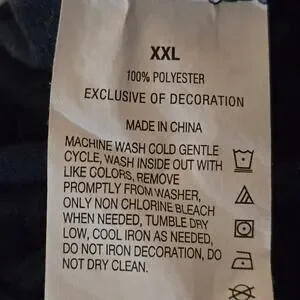 XXL
100% POLYESTER
EXCLUSIVE OF DECORATION
MADE IN CHINA
MACHINE WASH COLD GENTLE
CYCLE, WASH INSIDE OUT WITH
LIKE COLORS, REMOVE
PROMPTLY FROM WASHER,
ONLY NON CHLORINE BLEACH
WHEN NEEDED, TUMBLE DRY
LOW, COOL IRON AS NEEDED,
DO NOT IRON DECORATION, DO
NOT DRY CLEAN.